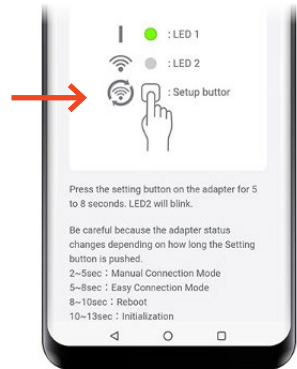 : LED 1
: LED 2
: Setup buttor
Press the setting button on the adapter for 5
to 8 seconds. LED2 will blink.
Be careful because the adapter status
changes depending on how long the Setting
button is pushed.
2~5sec : Manual Connection Mode
5~8sec : Easy Connection Mode
8~10sec : Reboot
10~13sec : Initialization